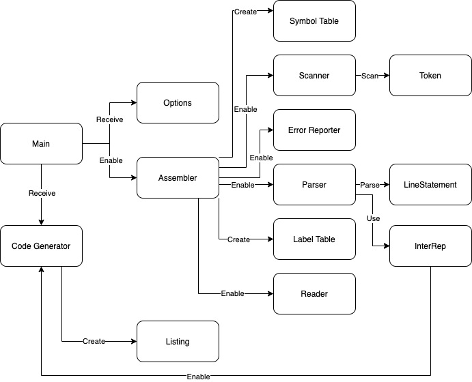 Create
Symbol Table
Scanner
Scan
Token
Options
Enable
Receive
Error Reporter
Main
Enable
Enable
Assembler
Enable
Parser
Parse
LineStatement
Receive
Use
Code Generator
Create
Label Table
InterRep
Enable
Reader
Create
Listing
Enable